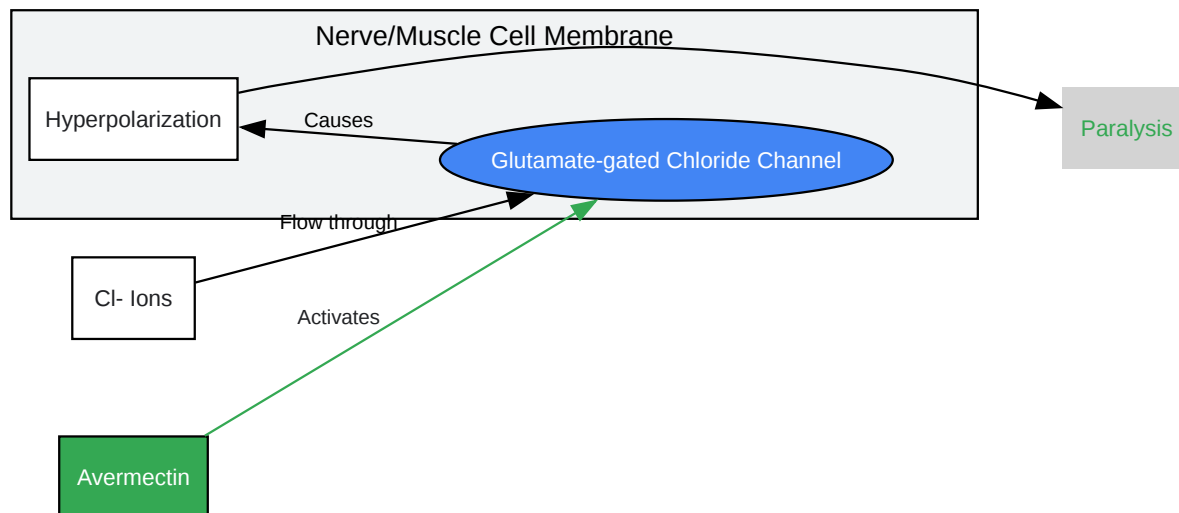 Nerve/Muscle Cell Membrane
Hyperpolarization
Causes
Glutamate-gated Chloride Channel
Paralysis
Flow through
Cl- Ions
Activates
Avermectin